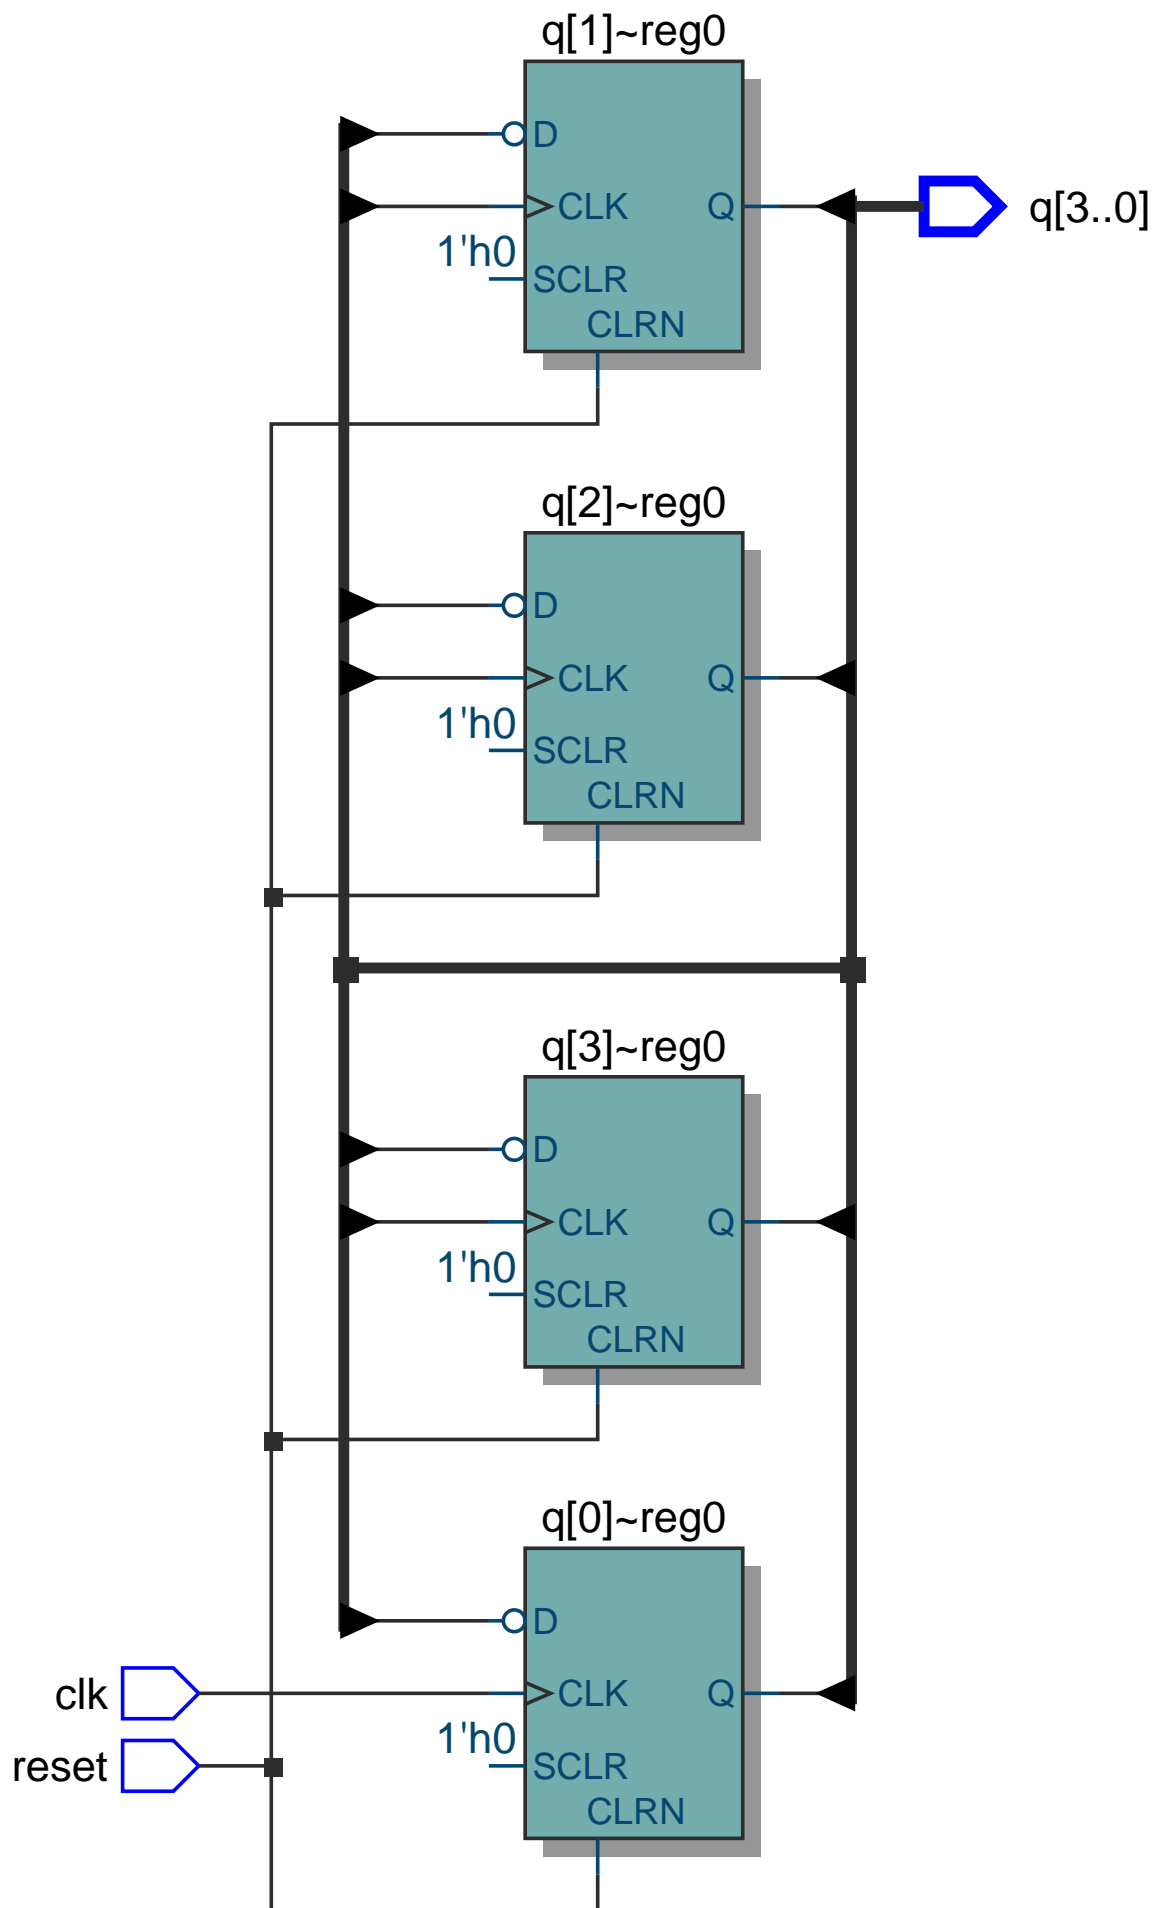 q[1]~reg0
D
CLK
Q
1'h0
SCLR
CLRN
q[3..0]
q[2]~reg0
D
CLK
Q
1'h0
SCLR
CLRN
q[3]~reg0
D
CLK
Q
1'h0
SCLR
CLRN
q[0]~reg0
D
clk
CLK
Q
1'h0
reset
SCLR
CLRN